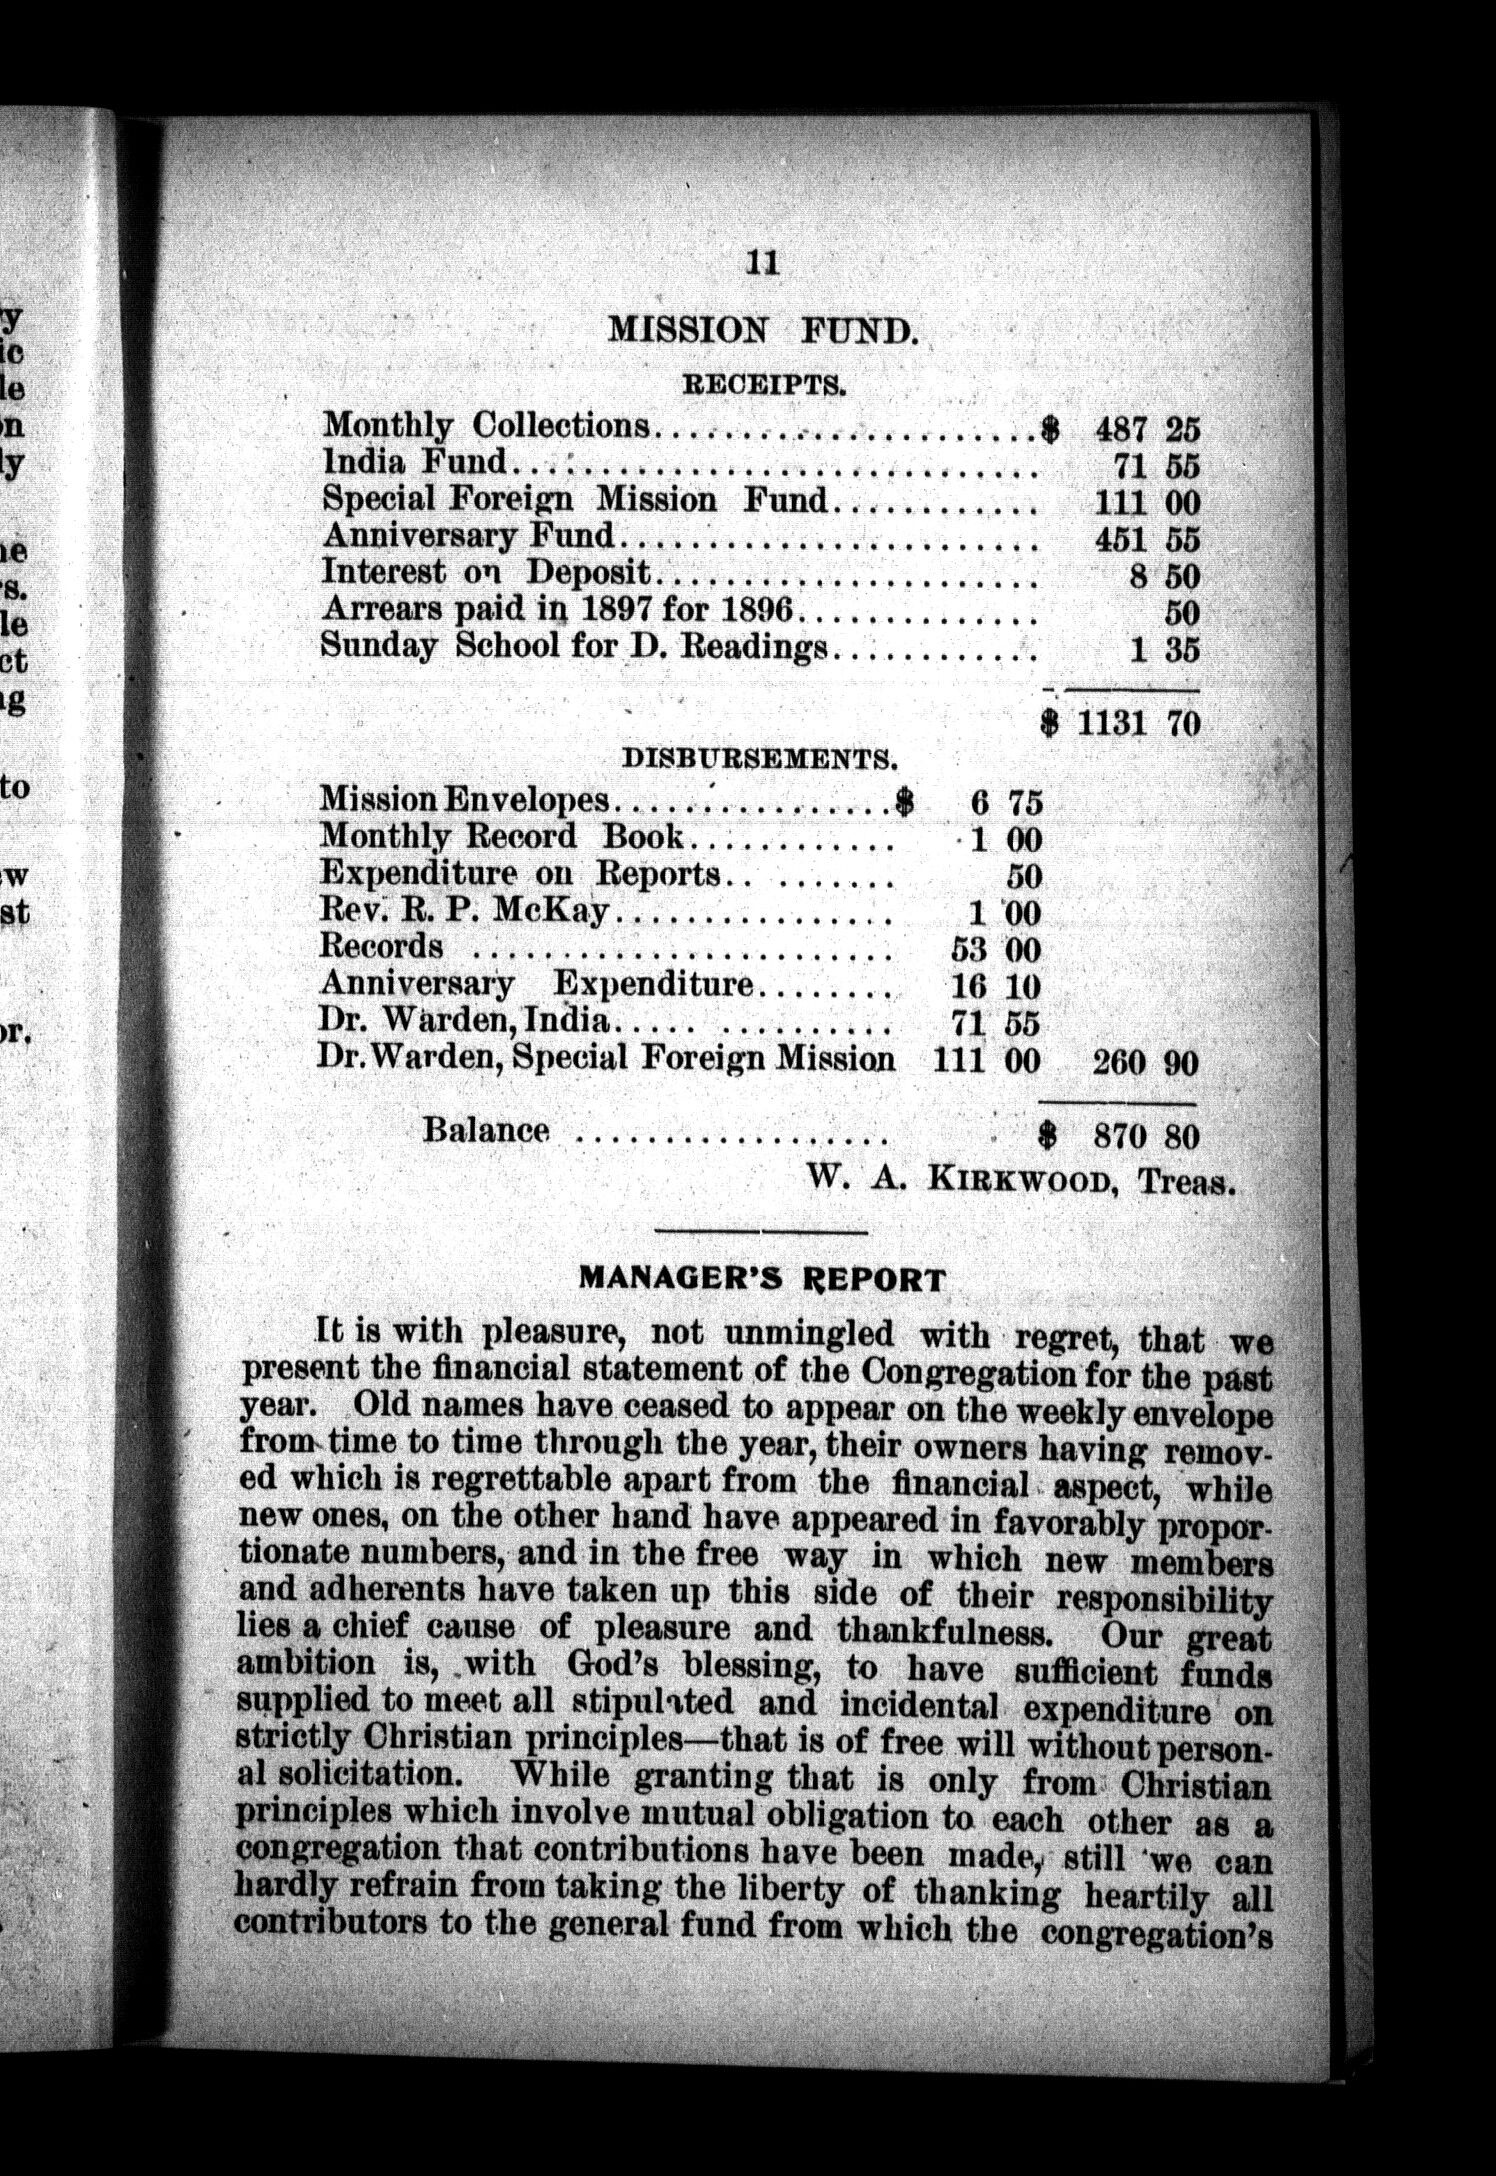 11
MISSION FUND.
RECEIPTS.
Monthly Collections......................$ 487 25
India Fund.............................. 71 55
Special Foreign Mission Fund............ 111 00
Anniversary Fund........................ 451 55
Interest on Deposit...................... 8 50
Arrears paid in 1897 for 1896.............. 50
Sunday School for D. Readings............ 1 35
$ 1131 70
DISBURSEMENTS.
Mission Envelopes................$ 6 75
Monthly Record Book............ 1 00
Expenditure on Reports.. ....... 50
Rev. R. P. McKay................ 1 00
Records ........................ 53 00
Anniversary Expenditure........ 16 10
Dr. Warden, India..... .......... 71 55
Dr. Warden, Special Foreign Mission 111 00 260 90
Balance .................. $ 870 80
W. A. KIRKWOOD, Treas.
MANAGER'S REPORT
It is with pleasure, not unmingled with regret, that we
present the financial statement of the Congregation for the past
year. Old names have ceased to appear on the weekly envelope
from time to time through the year, their owners having remov-
ed which is regrettable apart from the financial aspect, while
new ones, on the other hand have appeared in favorably propor-
tionate numbers, and in the free way in which new members
and adherents have taken up this side of their responsibility
lies a chief cause of pleasure and thankfulness. Our great
ambition is, with God's blessing, to have sufficient funds
supplied to meet all stipulated and incidental expenditure on
strictly Christian principles—that is of free will without person-
al solicitation. While granting that is only from Christian
principles which involve mutual obligation to each other as a
congregation that contributions have been made, still we can
hardly refrain from taking the liberty of thanking heartily all
contributors to the general fund from which the congregation's